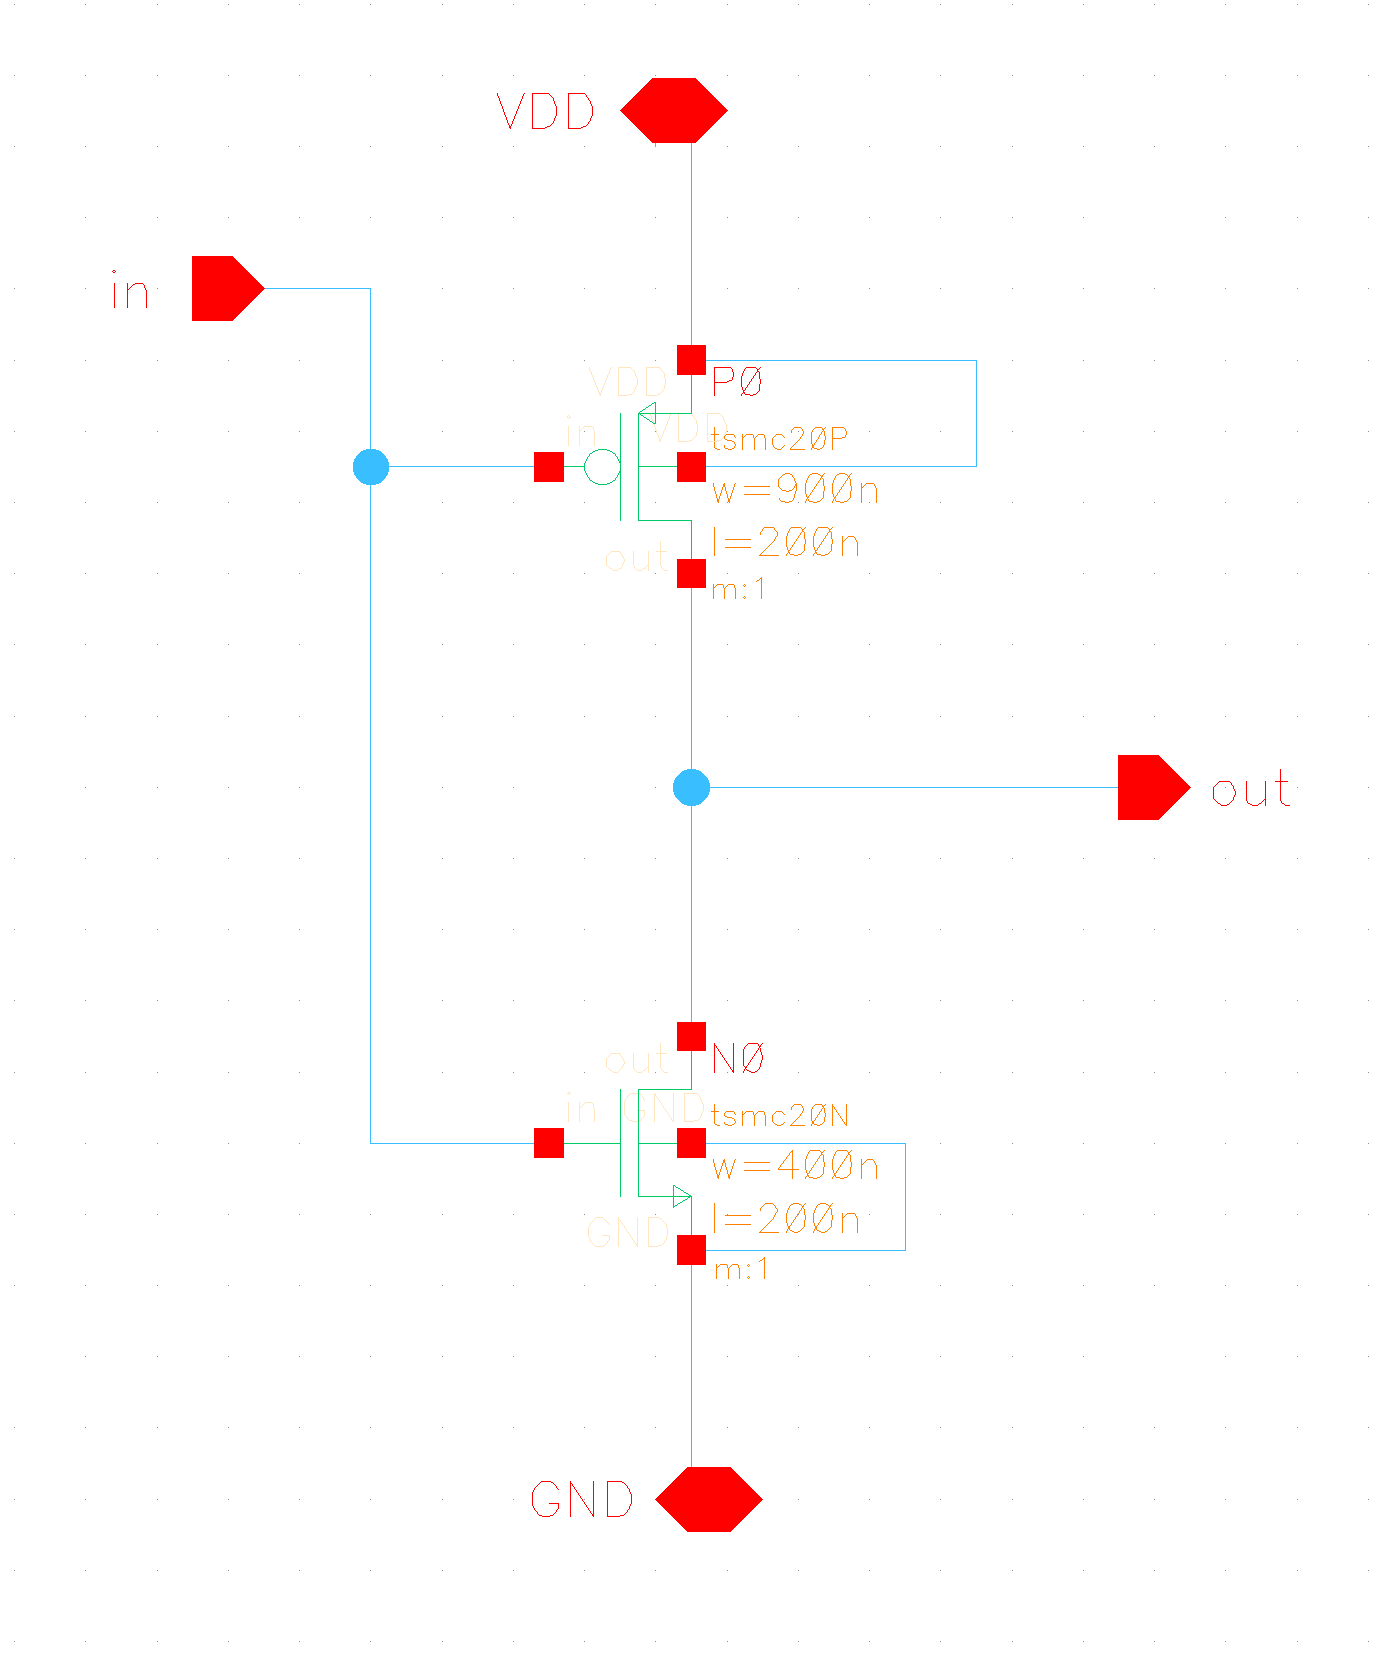 VDD
in
VDD
P0
in
VDD
tsmc20P
w=900n
l=200n
out
m:1
out
out
N0
in
GND
tsmc20N
w=400n
l=200n
GND
m:1
GND